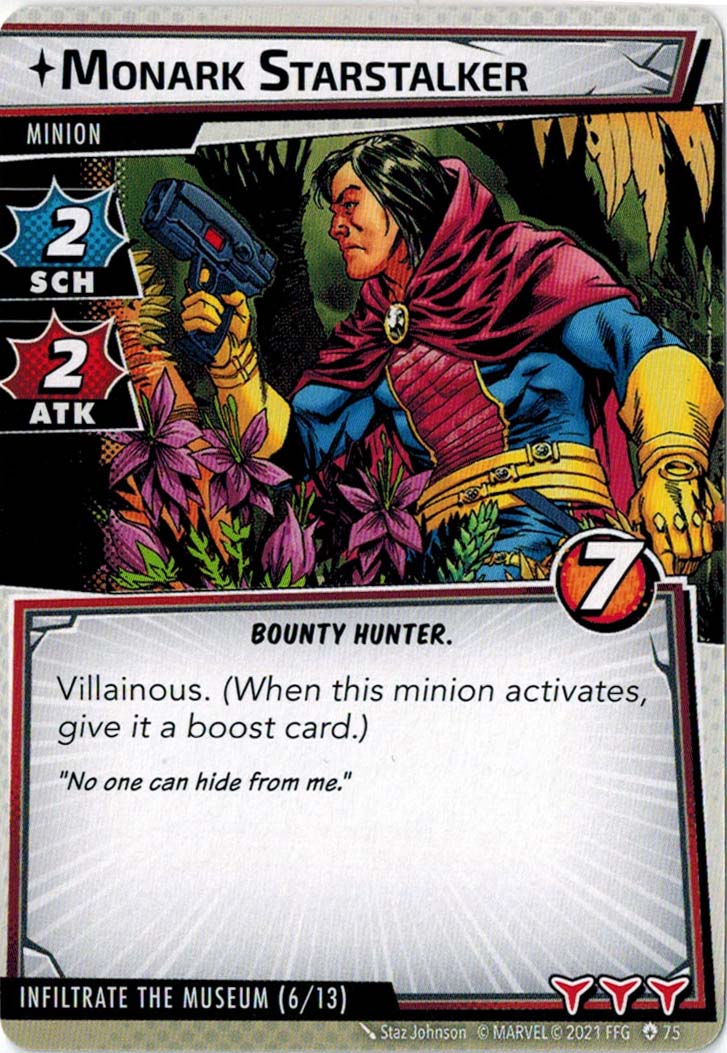 MONARK STARSTALKER
MINION
2
SCH
2
ATK
7
BOUNTY HUNTER.
Villainous. (When this minion activates,
give it a boost card.)
"No one can hide from me."
INFILTRATE THE MUSEUM (6/13)
Staz Johnson © MARVEL © 2021 FFG 75